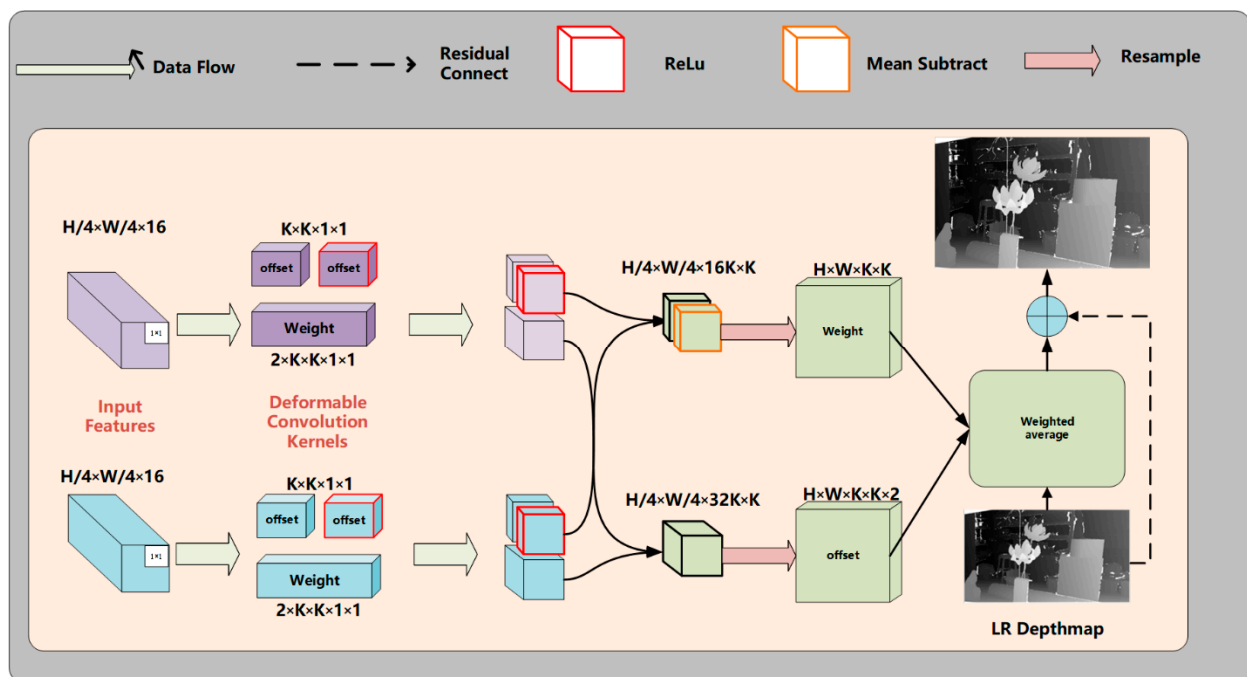 Data Flow
Residual
Connect
ReLu
Mean Subtract
Resample
H/4×W/4×16
K×K×1×1
offset
offset
Weight
2×K×K×1×1
1×1
Input
Features
Deformable
Convolution
Kernels
H/4×W/4×16K×K
H×W×K×K
Weight
Weighted
average
H/4×W/4×16
K×K×1×1
offset
offset
Weight
2×K×K×1×1
1×1
H/4×W/4×32K×K
H×W×K×K×2
offset
LR Depthmap